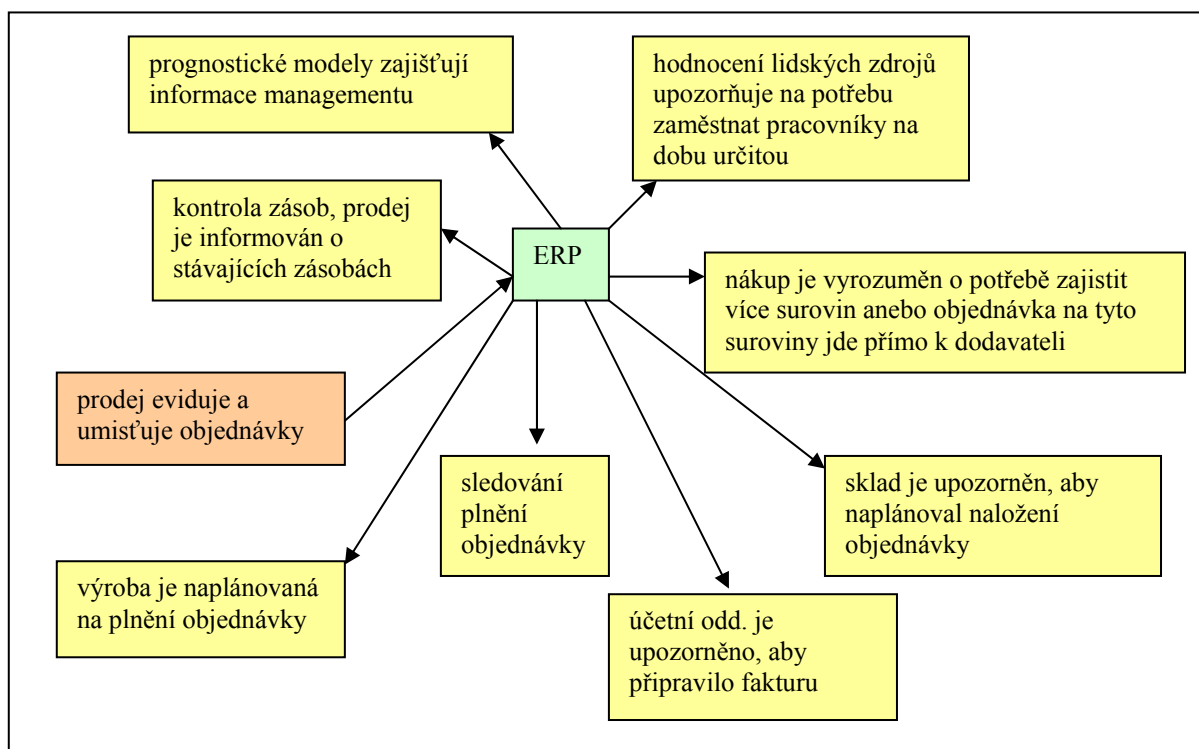 prognostické modely zajišťují
informace managementu
hodnocení lidských zdrojů
upozorňuje na potřebu
zaměstnat pracovníky na
dobu určitou
kontrola zásob, prodej
je informován o
stávajících zásobách
ERP
nákup je vyrozuměn o potřebě zajistit
více surovin anebo objednávka na tyto
suroviny jde přímo k dodavateli
prodej eviduje a
umisťuje objednávky
sledování
plnění
objednávky
sklad je upozorněn, aby
naplánoval naložení
objednávky
výroba je naplánovaná
na plnění objednávky
účetní odd. je
upozorněno, aby
připravilo fakturu